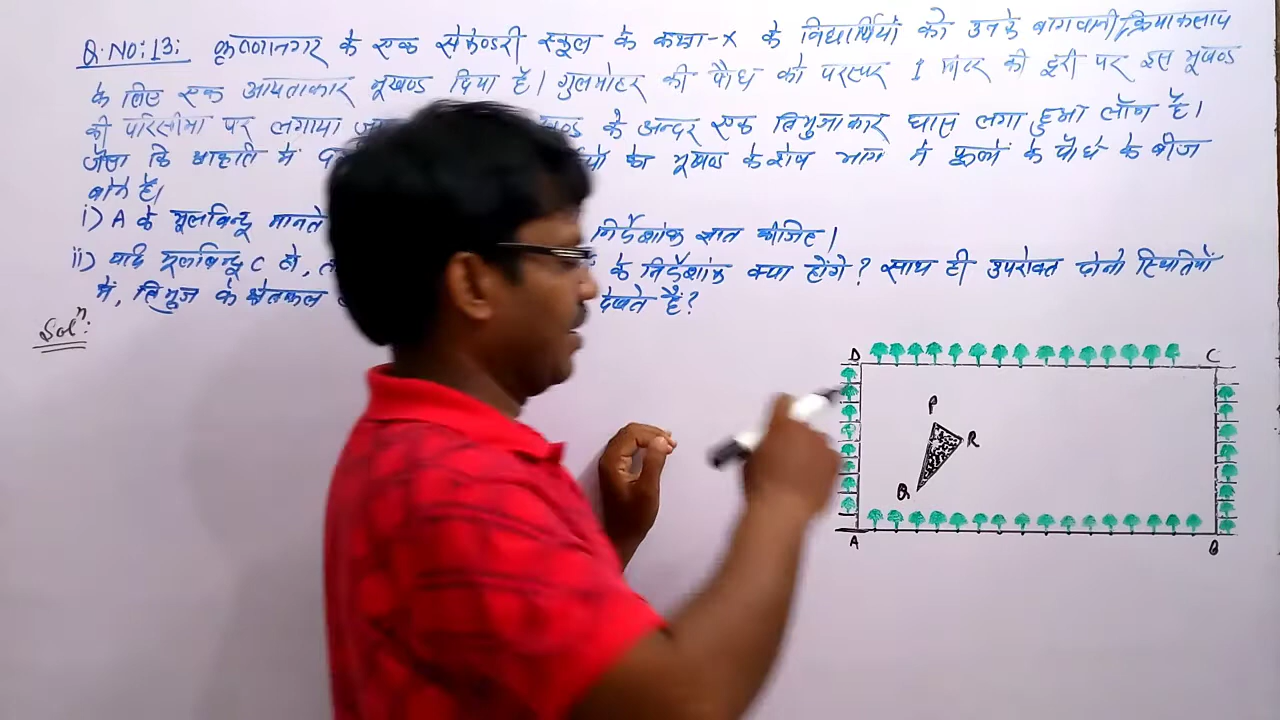 Q.NO:13: कृष्णानगर के एक सेकेण्डरी स्कूल के कक्षा-X के विद्यार्थियों को उनके बागवानी क्रियाकलाप
के लिए एक आयताकार भूखण्ड दिया है। गुलमोहर की पौधे को परस्पर 1 मीटर की दूरी पर इस भूखण्ड
की परिसीमा पर लगाया के अन्दर एक त्रिभुजाकार घास लगा हुआ लॉन है।
जैसा कि आकृति में भूखण्ड के शेष भाग में फूलों के पौधे के बीज
बोने है।
i) A के मूलबिन्दू मानते निर्देशांक ज्ञात कीजिए।
ii) यदि मूलबिन्दू C हो, के निर्देशांक क्या होंगे? साथ ही उपरोक्त दोनो स्थितियों
में, त्रिभुज के क्षेत्रफल देखते हैं?
Solⁿ:
D C
P
R
Q
A B